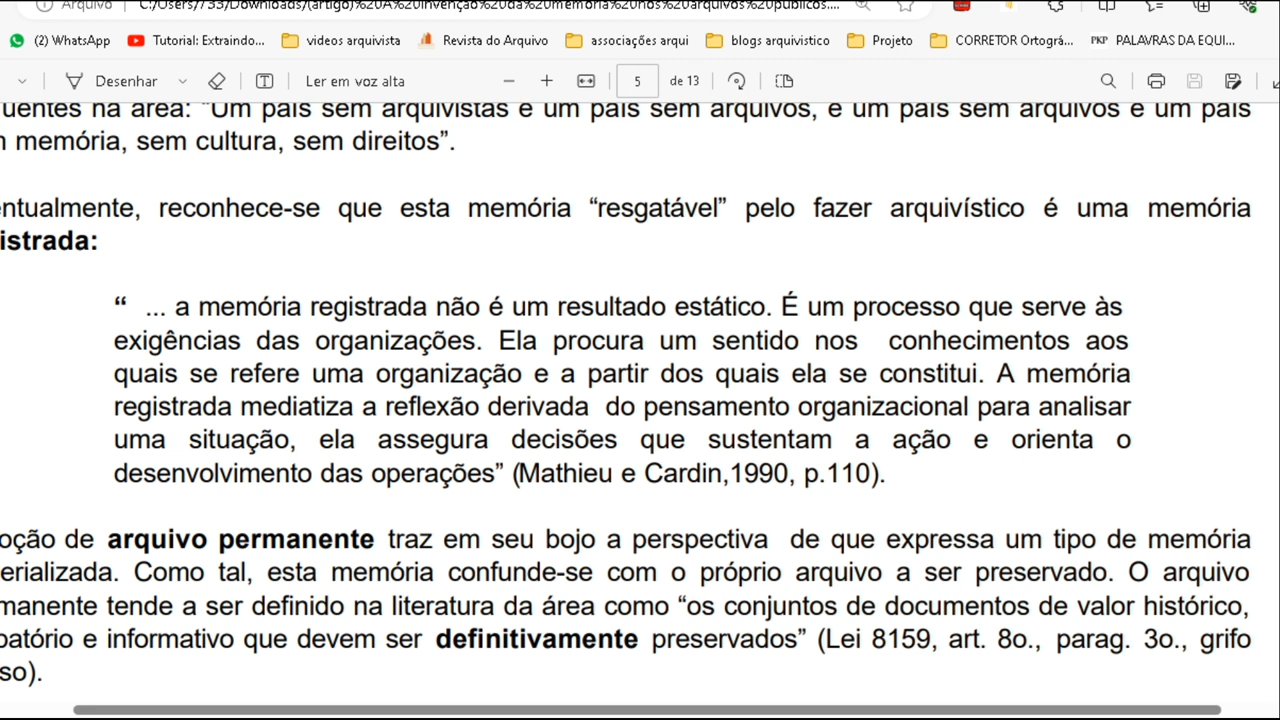 Arquivo C:/Users/733/Downloads/(artigo)%20A%20invenção%20da%20memória%20nos%20arquivos%20públicos....
(2) WhatsApp Tutorial: Extraindo... videos arquivista Revista do Arquivo associações arqui blogs arquivistico Projeto CORRETOR Ortográ... PKP PALAVRAS DA EQUI...
Desenhar Ler em voz alta 5 de 13
uentes na área: “Um país sem arquivistas é um país sem arquivos, e um país sem arquivos é um país
memória, sem cultura, sem direitos”.
entualmente, reconhece-se que esta memória “resgatável” pelo fazer arquivístico é uma memória
istrada:
“ ... a memória registrada não é um resultado estático. É um processo que serve às
exigências das organizações. Ela procura um sentido nos conhecimentos aos
quais se refere uma organização e a partir dos quais ela se constitui. A memória
registrada mediatiza a reflexão derivada do pensamento organizacional para analisar
uma situação, ela assegura decisões que sustentam a ação e orienta o
desenvolvimento das operações” (Mathieu e Cardin,1990, p.110).
oção de arquivo permanente traz em seu bojo a perspectiva de que expressa um tipo de memória
erializada. Como tal, esta memória confunde-se com o próprio arquivo a ser preservado. O arquivo
manente tende a ser definido na literatura da área como “os conjuntos de documentos de valor histórico,
batório e informativo que devem ser definitivamente preservados” (Lei 8159, art. 8o., parag. 3o., grifo
so).